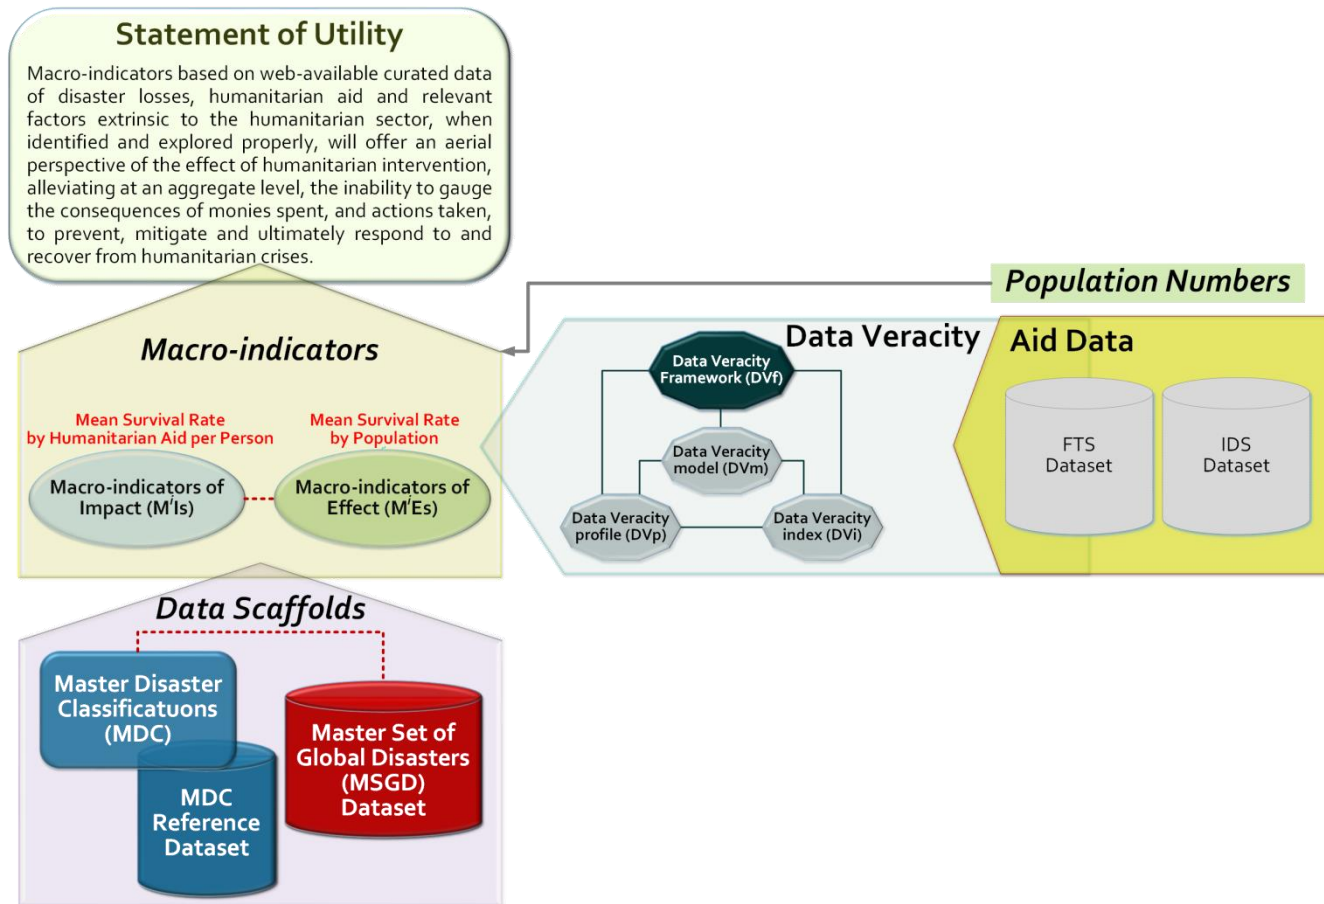 Statement of Utility
Macro-indicators based on web-available curated data
of disaster losses, humanitarian aid and relevant
factors extrinsic to the humanitarian sector, when
identified and explored properly, will offer an aerial
perspective of the effect of humanitarian intervention,
alleviating at an aggregate level, the inability to gauge
the consequences of monies spent, and actions taken,
to prevent, mitigate and ultimately respond to and
recover from humanitarian crises.
Population Numbers
Macro-indicators
Mean Survival Rate
by Humanitarian Aid per Person
Mean Survival Rate
by Population
Macro-indicators of
Impact (MⁱIs)
Macro-indicators of
Effect (MⁱEs)
Data Veracity
Data Veracity
Framework (DVf)
Data Veracity
model (DVm)
Data Veracity
profile (DVp)
Data Veracity
index (DVi)
Aid Data
FTS
Dataset
IDS
Dataset
Data Scaffolds
Master Disaster
Classificatuons
(MDC)
MDC
Reference
Dataset
Master Set of
Global Disasters
(MSGD)
Dataset